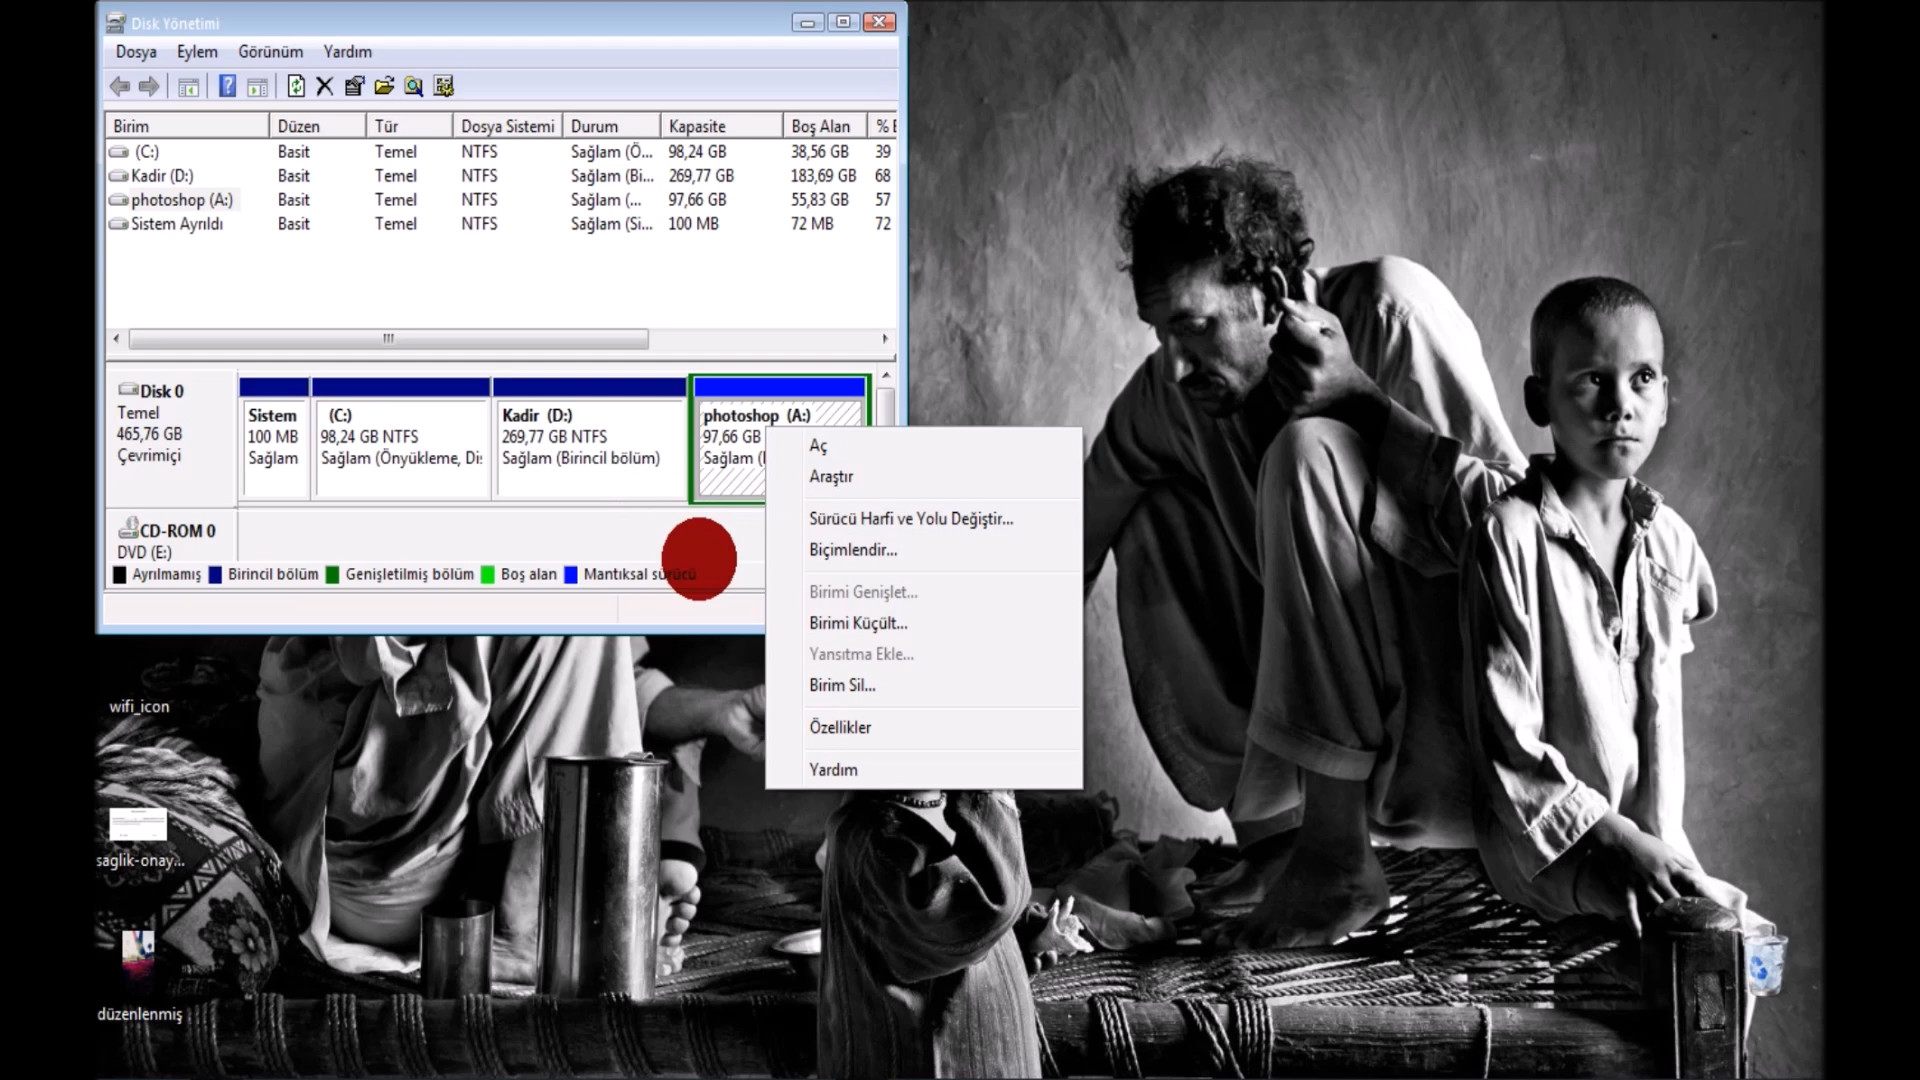 Disk Yönetimi
Dosya Eylem Görünüm Yardım
Birim Düzen Tür Dosya Sistemi Durum Kapasite Boş Alan %
(C:) Basit Temel NTFS Sağlam (Ö... 98,24 GB 38,56 GB 39
Kadir (D:) Basit Temel NTFS Sağlam (Bi... 269,77 GB 183,69 GB 68
photoshop (A:) Basit Temel NTFS Sağlam (... 97,66 GB 55,83 GB 57
Sistem Ayrıldı Basit Temel NTFS Sağlam (Si... 100 MB 72 MB 72
Disk 0
Temel
465,76 GB
Çevrimiçi
Sistem
100 MB
Sağlam
(C:)
98,24 GB NTFS
Sağlam (Önyükleme, Di
Kadir (D:)
269,77 GB NTFS
Sağlam (Birincil bölüm)
photoshop (A:)
97,66 GB
Sağlam (
CD-ROM 0
DVD (E:)
Ayrılmamış Birincil bölüm Genişletilmiş bölüm Boş alan Mantıksal sürücü
Aç
Araştır
Sürücü Harfi ve Yolu Değiştir...
Biçimlendir...
Birimi Genişlet...
Birimi Küçült...
Yansıtma Ekle...
Birim Sil...
Özellikler
Yardım
wifi_icon
saglik-onay...
düzenlenmiş